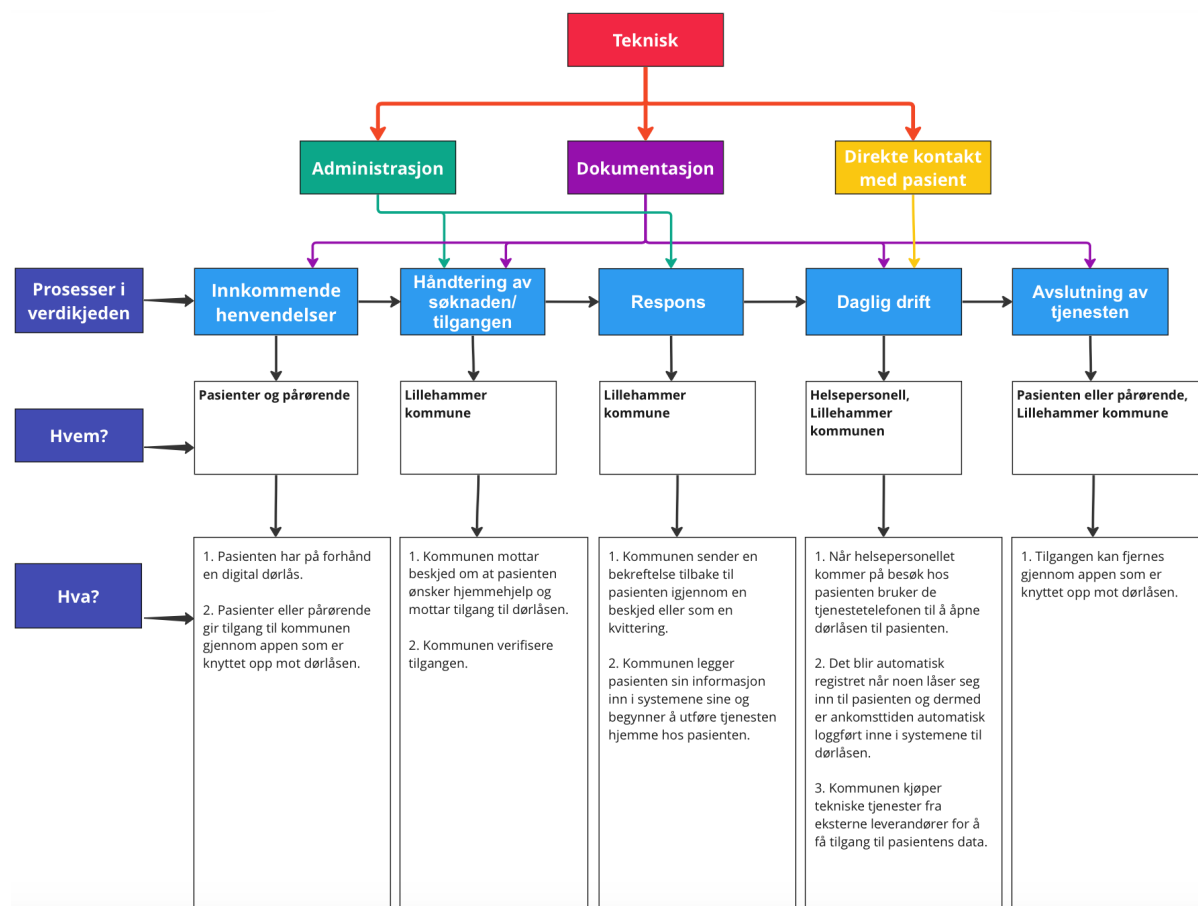 Teknisk
Administrasjon
Dokumentasjon
Direkte kontakt
med pasient
Prosesser i
verdikjeden
Innkommende
henvendelser
Håndtering av
søknaden/
tilgangen
Respons
Daglig drift
Avslutning av
tjenesten
Hvem?
Pasienter og pårørende
Lillehammer
kommune
Lillehammer
kommune
Helsepersonell,
Lillehammer
kommunen
Pasienten eller pårørende,
Lillehammer kommune
Hva?
1. Pasienten har på forhånd
en digital dørlås.
2. Pasienter eller pårørende
gir tilgang til kommunen
gjennom appen som er
knyttet opp mot dørlåsen.
1. Kommunen mottar
beskjed om at pasienten
ønsker hjemmehjelp og
mottar tilgang til dørlåsen.
2. Kommunen verifisere
tilgangen.
1. Kommunen sender en
bekreftelse tilbake til
pasienten igjennom en
beskjed eller som en
kvittering.
2. Kommunen legger
pasienten sin informasjon
inn i systemene sine og
begynner å utføre tjenesten
hjemme hos pasienten.
1. Når helsepersonellet
kommer på besøk hos
pasienten bruker de
tjenestetelefonen til å åpne
dørlåsen til pasienten.
2. Det blir automatisk
registret når noen låser seg
inn til pasienten og dermed
er ankomsttiden automatisk
loggført inne i systemene til
dørlåsen.
3. Kommunen kjøper
tekniske tjenester fra
eksterne leverandører for å
få tilgang til pasientens data.
1. Tilgangen kan fjernes
gjennom appen som er
knyttet opp mot dørlåsen.